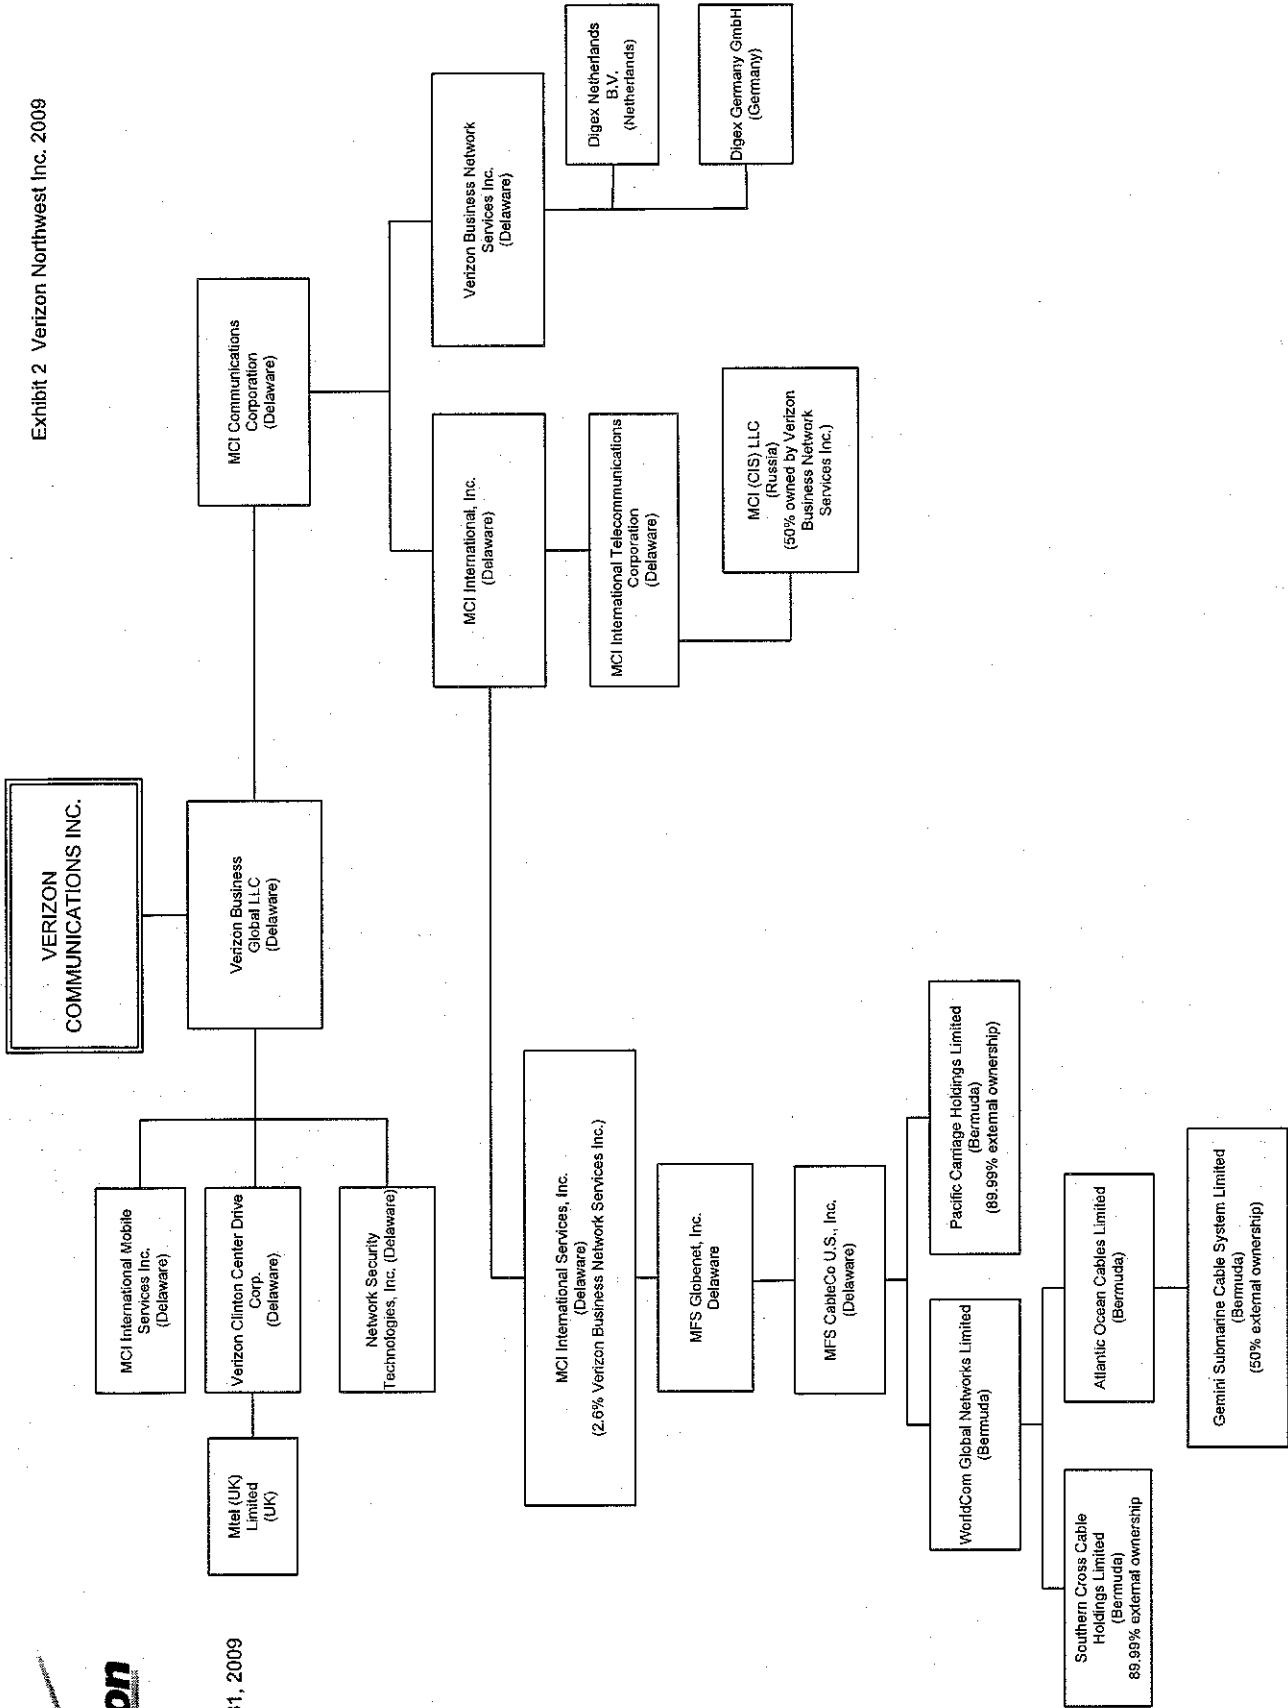 on
31, 2009
Exhibit 2 Verizon Northwest Inc. 2009
VERIZON
COMMUNICATIONS INC.
Verizon Business
Global LLC
(Delaware)
MCI International Mobile
Services Inc.
(Delaware)
Verizon Clinton Center Drive
Corp.
(Delaware)
Network Security
Technologies, Inc. (Delaware)
Mtel (UK)
Limited
(UK)
MCI Communications
Corporation
(Delaware)
MCI International, Inc.
(Delaware)
Verizon Business Network
Services Inc.
(Delaware)
MCI International Telecommunications
Corporation
(Delaware)
Digex Netherlands
B.V.
(Netherlands)
Digex Germany GmbH
(Germany)
MCI (CIS) LLC
(Russia)
(50% owned by Verizon
Business Network
Services Inc.)
MCI International Services, Inc.
(Delaware)
(2.6% Verizon Business Network Services Inc.)
MFS Globenet, Inc.
Delaware
MFS CableCo U.S., Inc.
(Delaware)
WorldCom Global Networks Limited
(Bermuda)
Pacific Carriage Holdings Limited
(Bermuda)
(89.99% external ownership)
Southern Cross Cable
Holdings Limited
(Bermuda)
89.99% external ownership
Atlantic Ocean Cables Limited
(Bermuda)
Gemini Submarine Cable System Limited
(Bermuda)
(50% external ownership)